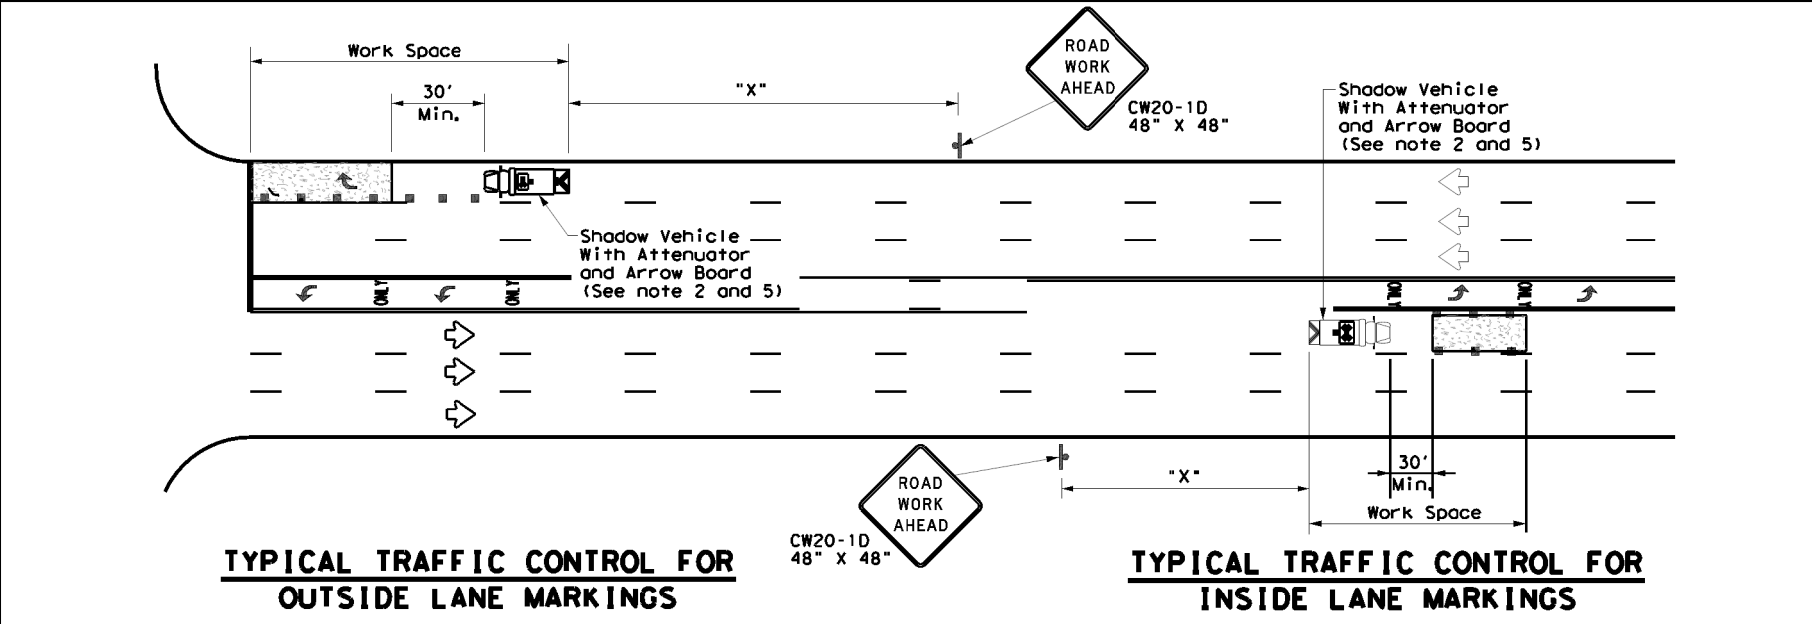 Work Space
30'
Min.
"X"
ROAD
WORK
AHEAD
CW20-1D
48" X 48"
Shadow Vehicle
With Attenuator
and Arrow Board
(See note 2 and 5)
Shadow Vehicle
With Attenuator
and Arrow Board
(See note 2 and 5)
ONLY
ONLY
ONLY
ONLY
ROAD
WORK
AHEAD
CW20-1D
48" X 48"
"X"
30'
Min.
Work Space
TYPICAL TRAFFIC CONTROL FOR
OUTSIDE LANE MARKINGS
TYPICAL TRAFFIC CONTROL FOR
INSIDE LANE MARKINGS